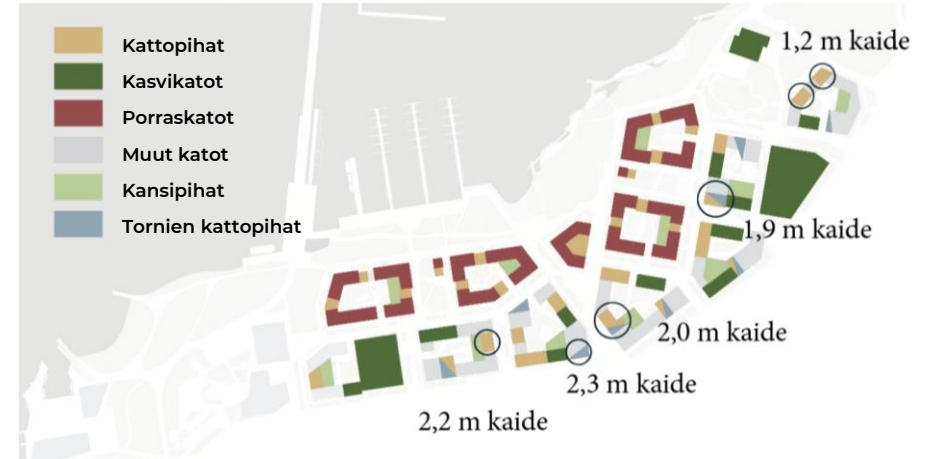 Kattopihat
Kasvikatot
Porraskatot
Muut katot
Kansipihat
Tornien kattopihat
1,2 m kaide
1,9 m kaide
2,0 m kaide
2,3 m kaide
2,2 m kaide